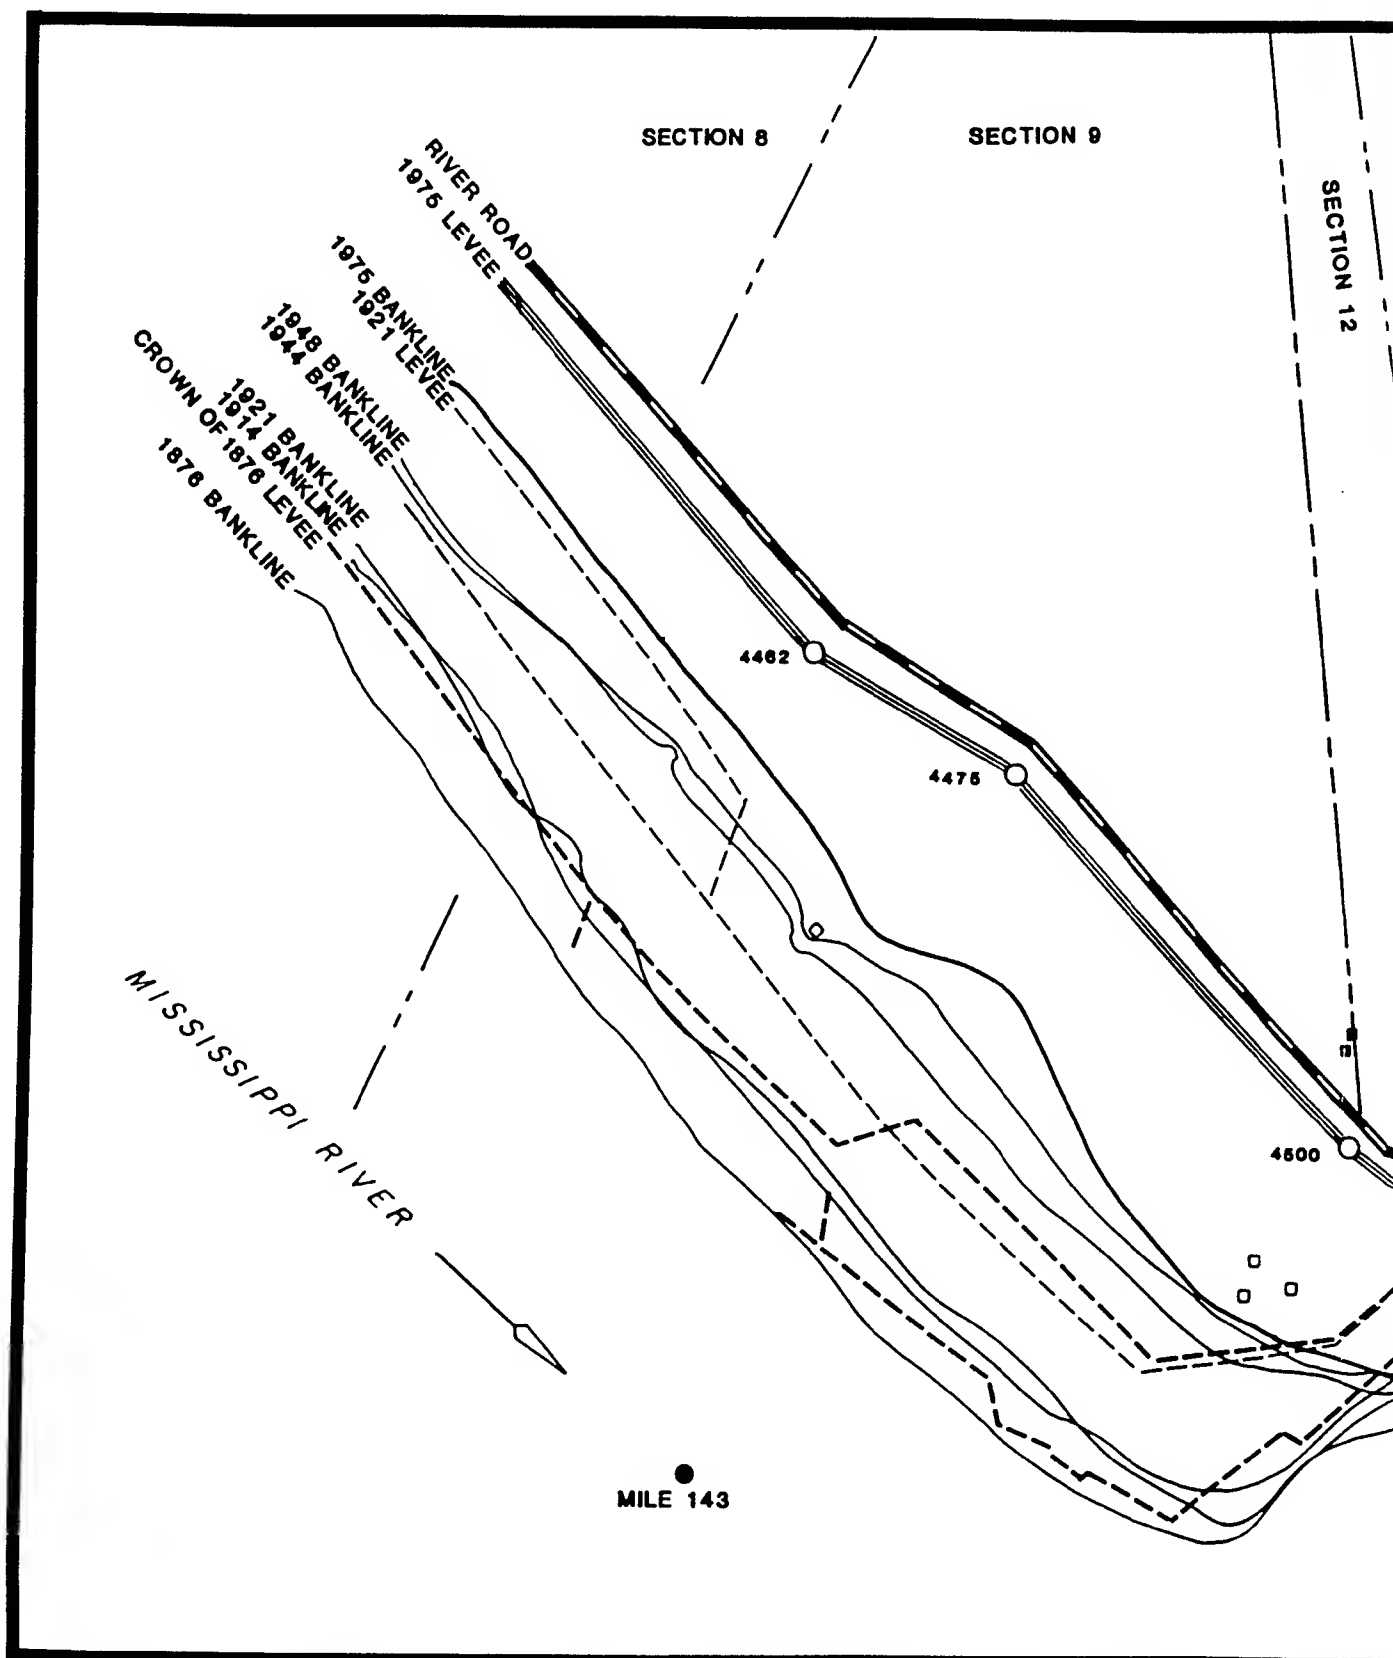 SECTION 8
SECTION 9
SECTION 12
RIVER ROAD
1975 LEVEE
1975 BANKLINE
1921 LEVEE
1948 BANKLINE
1944 BANKLINE
1921 BANKLINE
1914 BANKLINE
CROWN OF 1876 LEVEE
1876 BANKLINE
4462
4475
4500
MISSISSIPPI RIVER
MILE 143